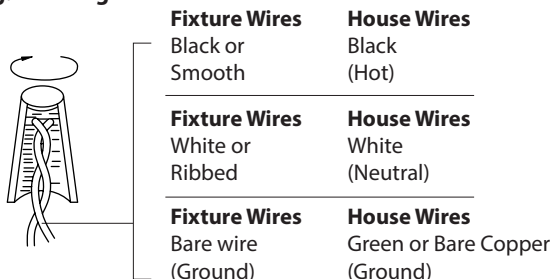 Fixture Wires House Wires
Black or Black
Smooth (Hot)
Fixture Wires House Wires
White or White
Ribbed (Neutral)
Fixture Wires House Wires
Bare wire Green or Bare Copper
(Ground) (Ground)